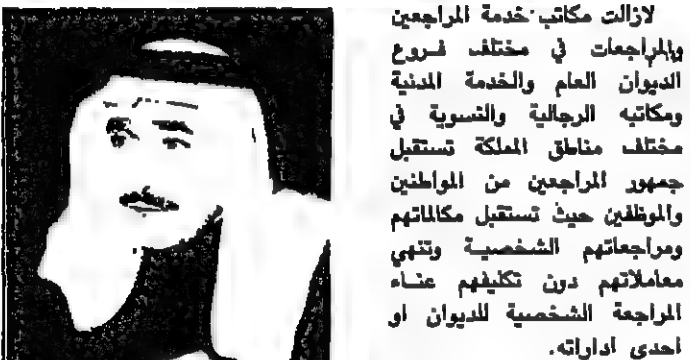 لازالت مكاتب خدمة المراجعين
والمراجعات في مختلف فروع
الديوان العام والخدمة المدنية
ومكاتبه الرجالية والنسوية في
مختلف مناطق المملكة تستقبل
جمهور المراجعين من المواطنين
والموظفين حيث تستقبل مكالماتهم
ومراجعاتهم الشخصية وتنهي
معاملاتهم دون تكليفهم عناء
المراجعة الشخصية للديوان او
احدى اداراته.